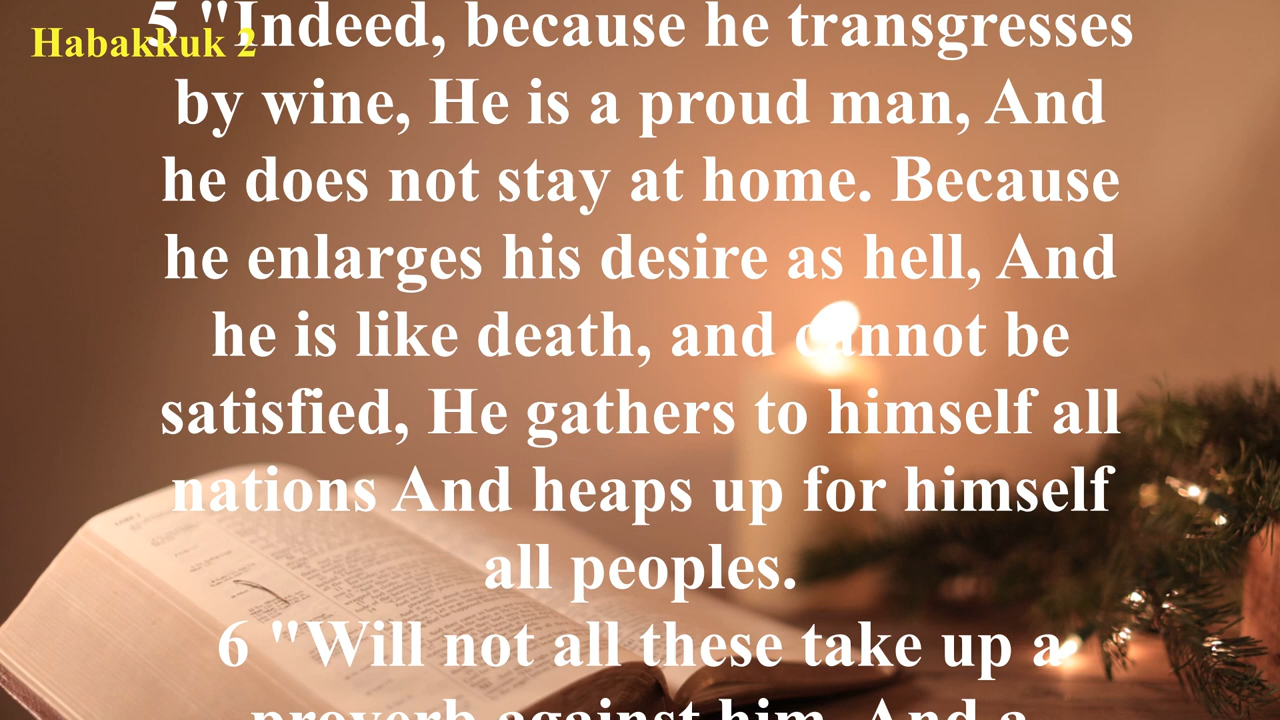 Habakkuk 2
5 "Indeed, because he transgresses
by wine, He is a proud man, And
he does not stay at home. Because
he enlarges his desire as hell, And
he is like death, and cannot be
satisfied, He gathers to himself all
nations And heaps up for himself
all peoples.
6 "Will not all these take up a
proverb against him, And a